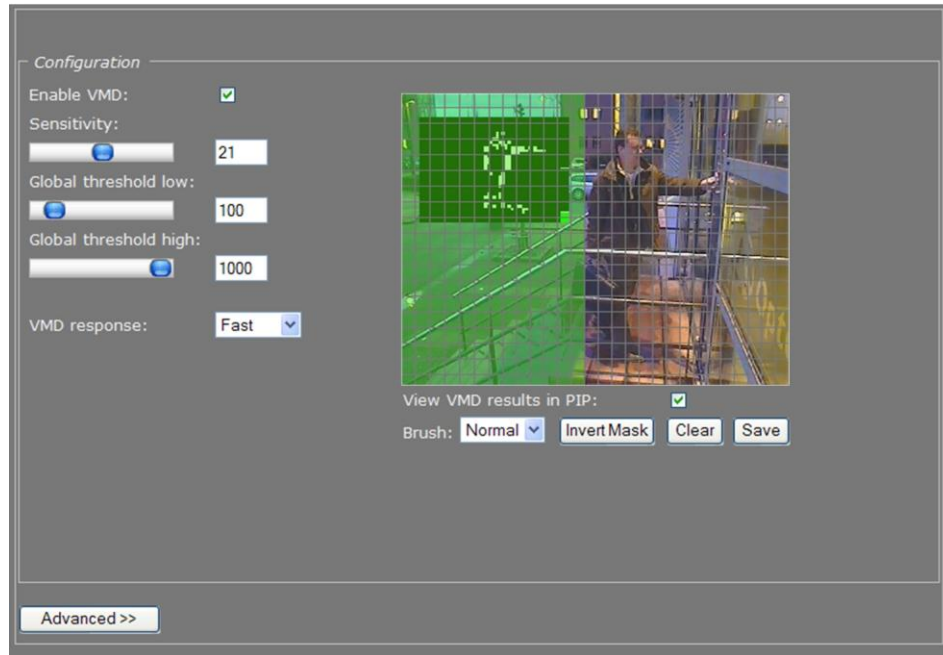 Configuration
Enable VMD:
Sensitivity:
21
Global threshold low:
100
Global threshold high:
1000
VMD response: Fast
View VMD results in PIP:
Brush: Normal Invert Mask Clear Save
Advanced >>